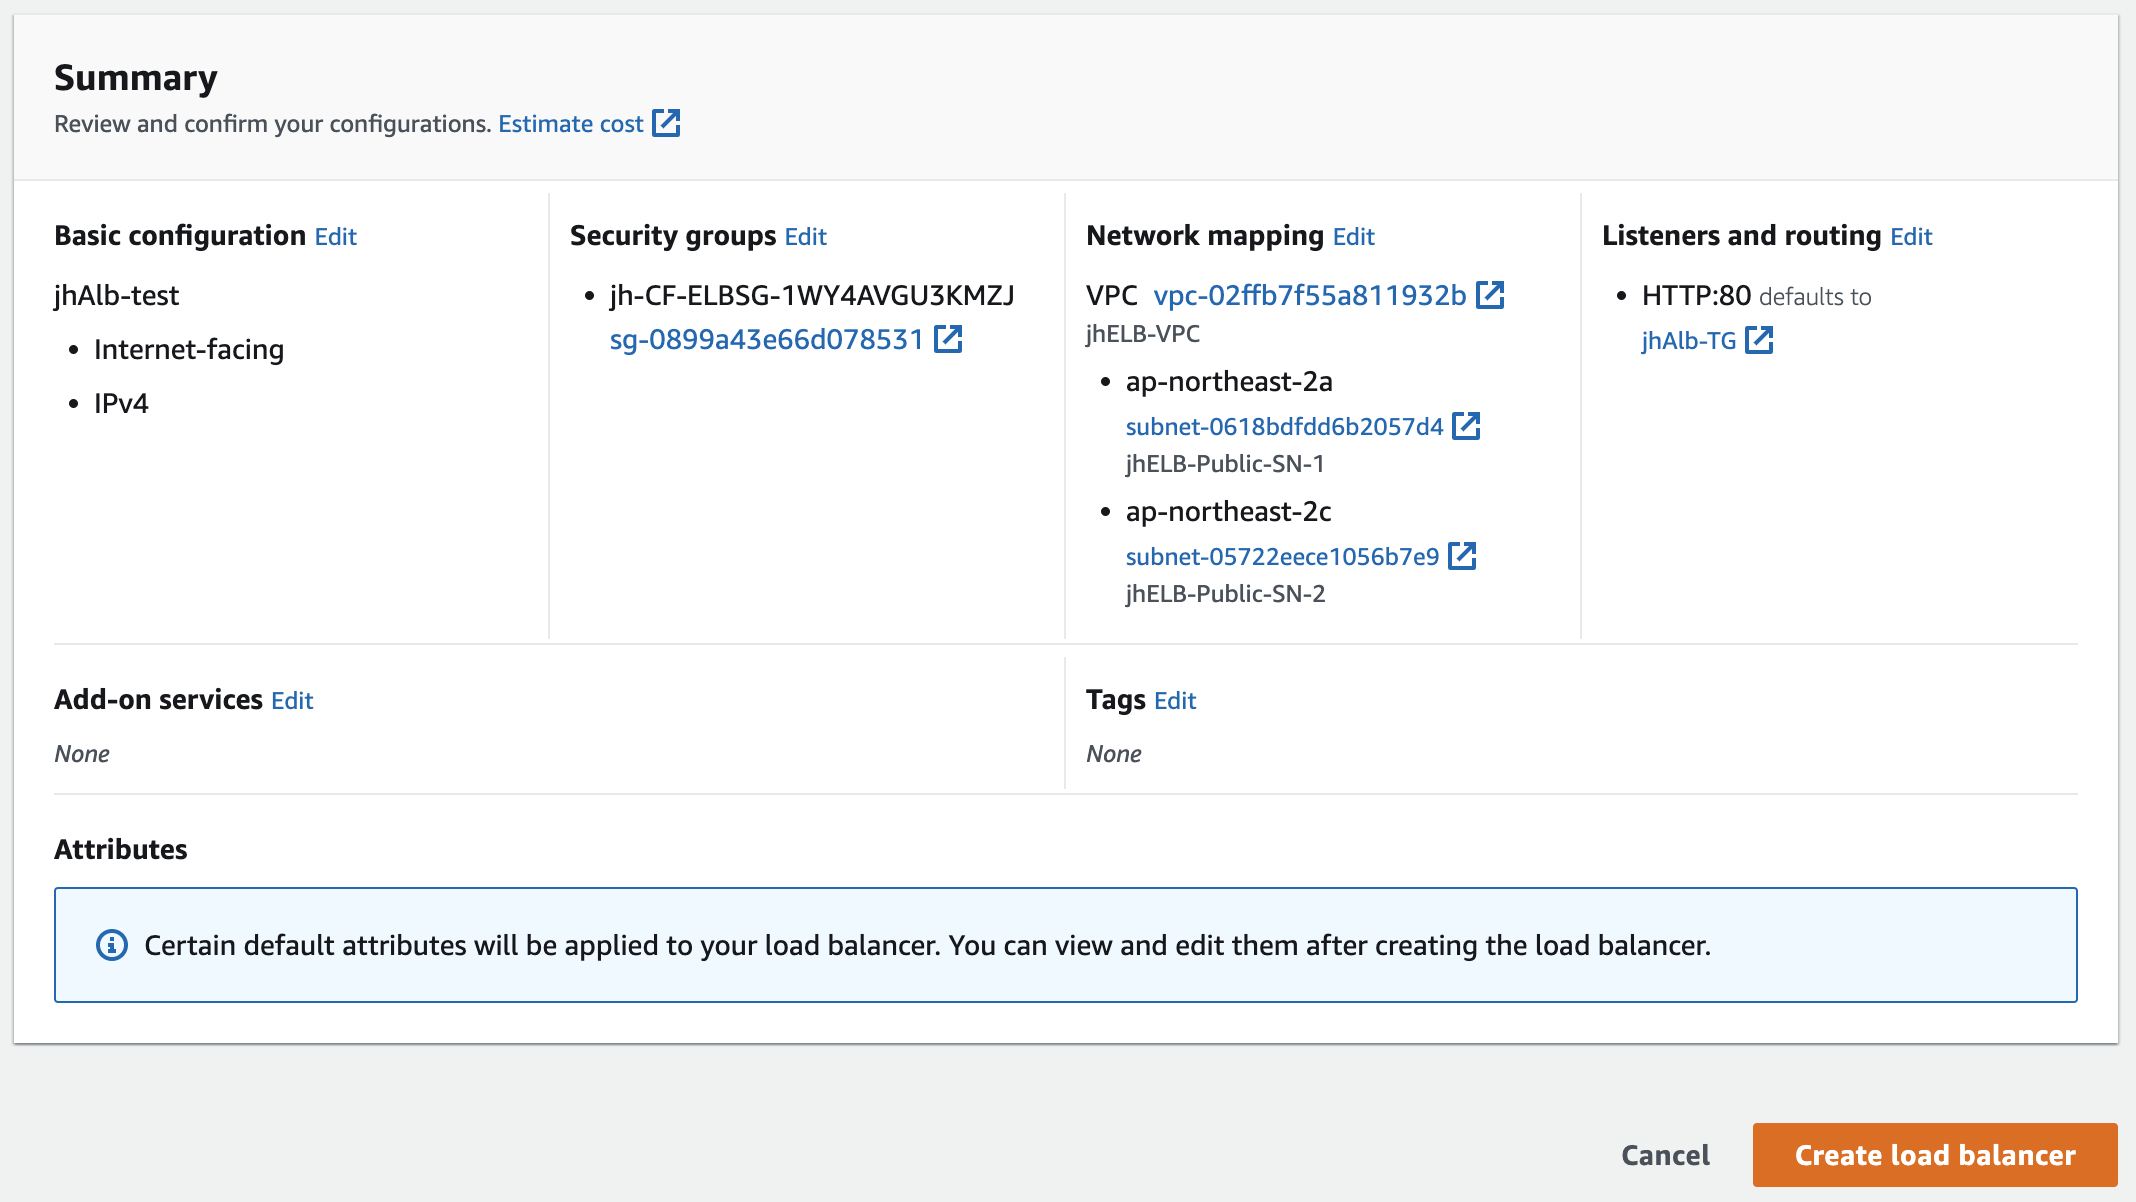 Summary
Review and confirm your configurations. Estimate cost
Basic configuration Edit
jhAlb-test
Internet-facing
IPv4
Security groups Edit
jh-CF-ELBSG-1WY4AVGU3KMZJ
sg-0899a43e66d078531
Network mapping Edit
VPC vpc-02ffb7f55a811932b
jhELB-VPC
ap-northeast-2a
subnet-0618bdfdd6b2057d4
jhELB-Public-SN-1
ap-northeast-2c
subnet-05722eece1056b7e9
jhELB-Public-SN-2
Listeners and routing Edit
HTTP:80 defaults to
jhAlb-TG
Add-on services Edit
None
Tags Edit
None
Attributes
Certain default attributes will be applied to your load balancer. You can view and edit them after creating the load balancer.
Cancel
Create load balancer